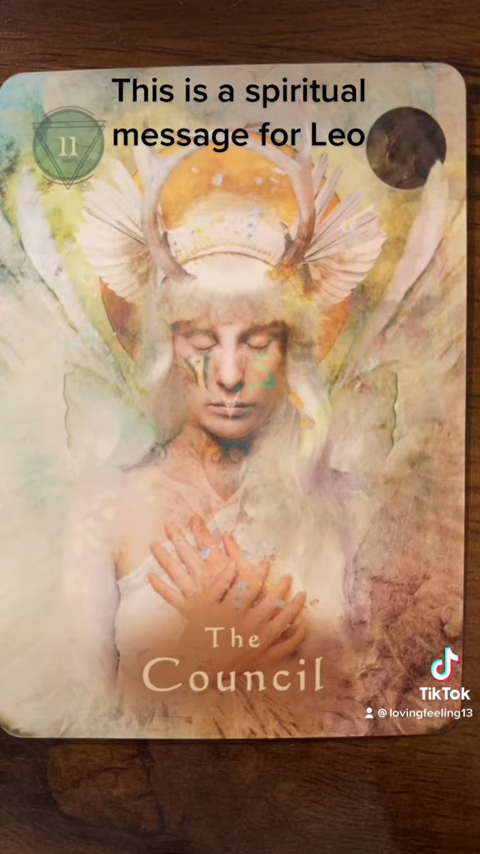 This is a spiritual
message for Leo
11
The
Council
TikTok
@lovingfeeling13